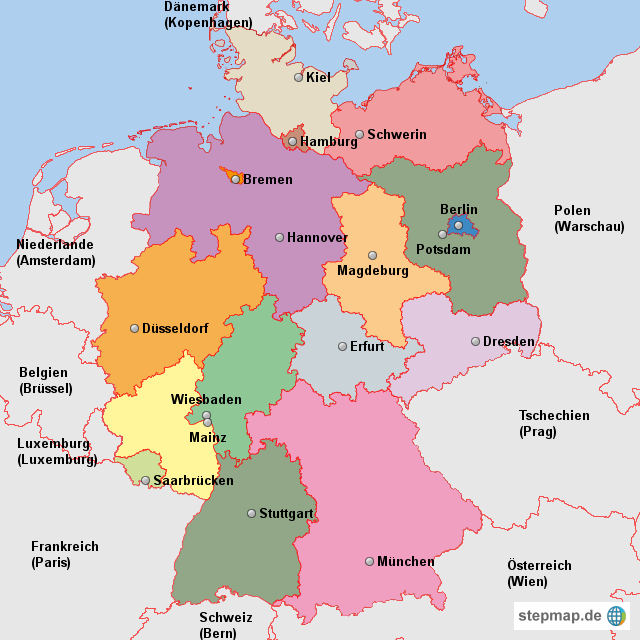 Dänemark
(Kopenhagen)
Kiel
Schwerin
Hamburg
Bremen
Berlin
Polen
(Warschau)
Niederlande
(Amsterdam)
Hannover
Potsdam
Magdeburg
Düsseldorf
Erfurt
Dresden
Belgien
(Brüssel)
Wiesbaden
Tschechien
(Prag)
Mainz
Luxemburg
(Luxemburg)
Saarbrücken
Stuttgart
Frankreich
(Paris)
München
Österreich
(Wien)
Schweiz
(Bern)
stepmap.de